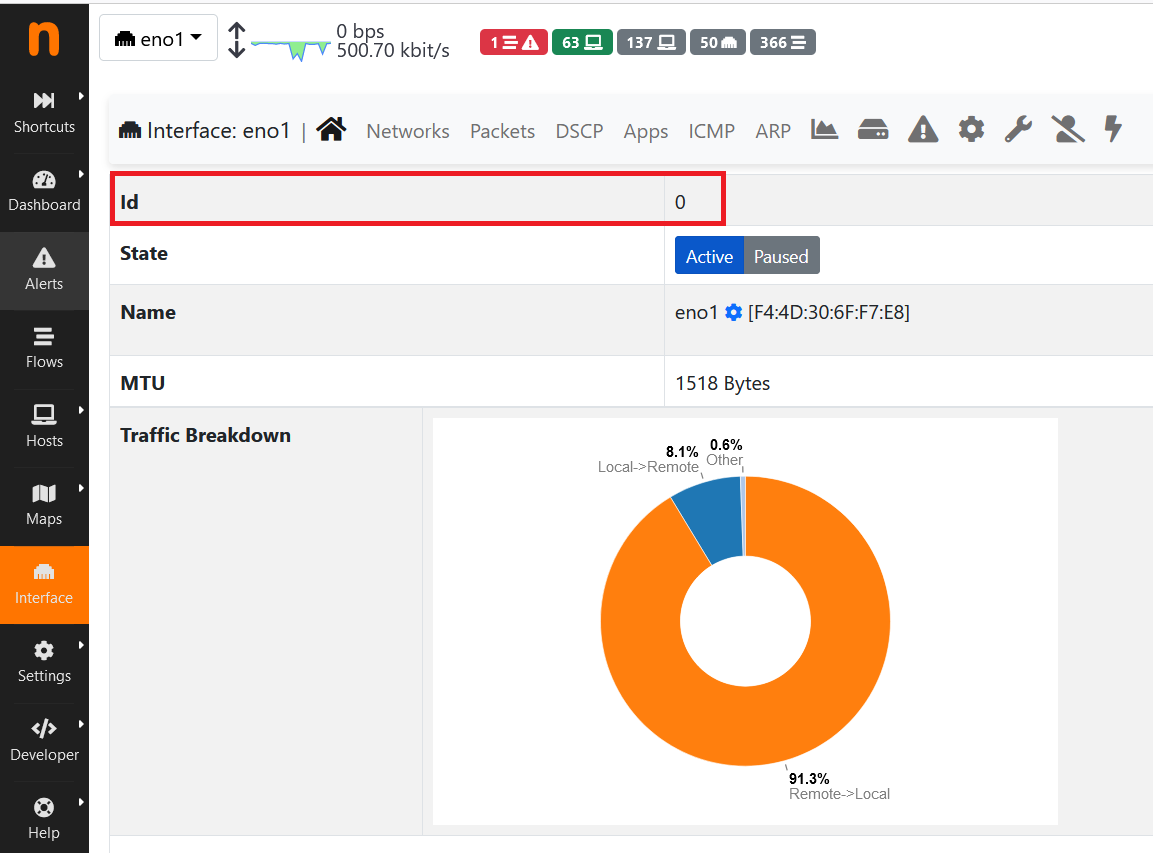 n
eno1
0 bps
500.70 kbit/s
1
63
137
50
366
Shortcuts
Dashboard
Alerts
Flows
Hosts
Maps
Interface
Settings
Developer
Help
Interface: eno1 | Networks Packets DSCP Apps ICMP ARP
Id 0
State Active Paused
Name eno1 [F4:4D:30:6F:F7:E8]
MTU 1518 Bytes
Traffic Breakdown
0.6%
Other
8.1%
Local->Remote
91.3%
Remote->Local